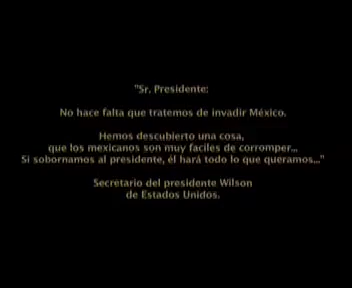 "Sr. Presidente:
No hace falta que tratemos de invadir México.
Hemos descubierto una cosa,
que los mexicanos son muy faciles de corromper...
Si sobornamos al presidente, él hará todo lo que queramos..."
Secretario del presidente Wilson
de Estados Unidos.